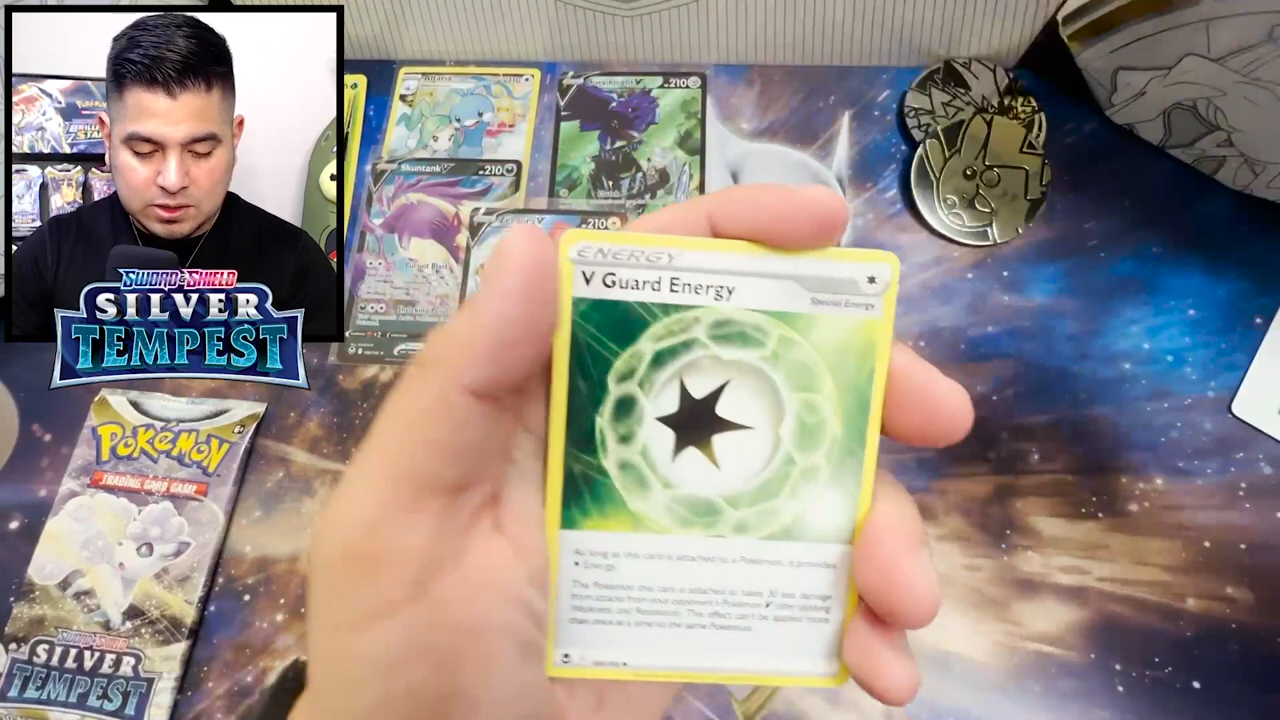 POKÉMON
SWORD & SHIELD
SILVER
TEMPEST
Altaria
210
Skuntank V
210
210
Pursuit Blast
ENERGY
V Guard Energy
Special Energy
As long as this card is attached to a Pokémon, it provides
Energy.
The Pokémon this card is attached to takes 30 less damage
from attacks from your opponent's Pokémon V (after applying
Weakness and Resistance). This effect can't be applied more
than once at a time to the same Pokémon.
POKÉMON
TRADING CARD GAME
SWORD & SHIELD
SILVER
TEMPEST